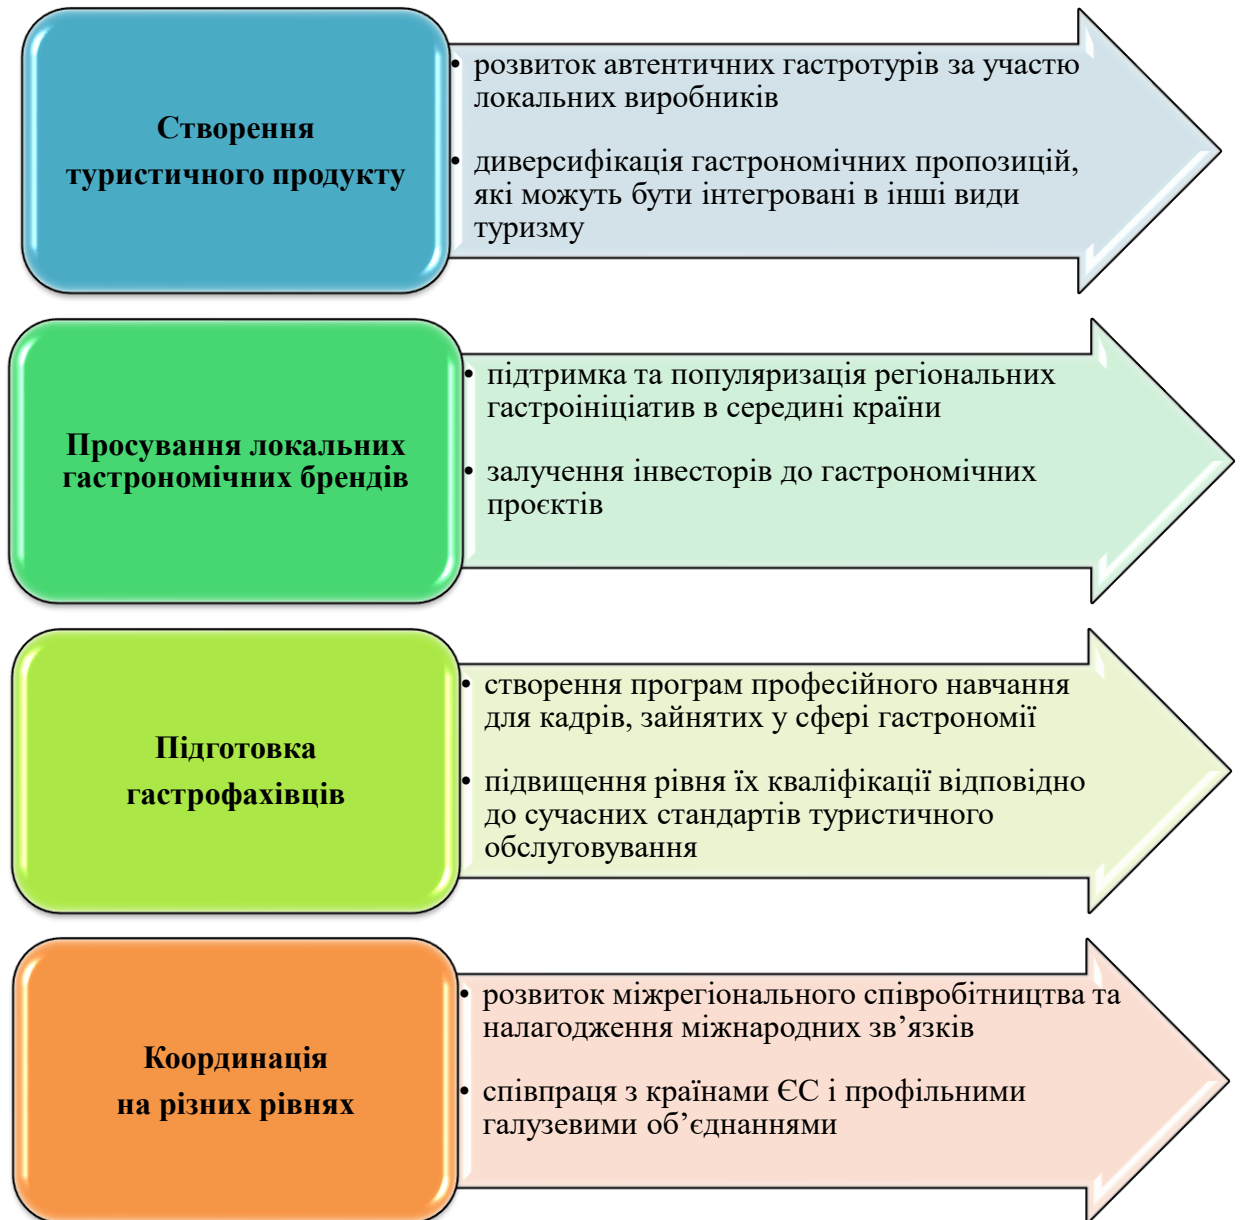 Створення
туристичного продукту
• розвиток автентичних гастротурів за участю
локальних виробників
• диверсифікація гастрономічних пропозицій,
які можуть бути інтегровані в інші види
туризму
Просування локальних
гастрономічних брендів
• підтримка та популяризація регіональних
гастроініціатив в середині країни
• залучення інвесторів до гастрономічних
проєктів
Підготовка
гастрофахівців
• створення програм професійного навчання
для кадрів, зайнятих у сфері гастрономії
• підвищення рівня їх кваліфікації відповідно
до сучасних стандартів туристичного
обслуговування
Координація
на різних рівнях
• розвиток міжрегіонального співробітництва та
налагодження міжнародних зв’язків
• співпраця з країнами ЄС і профільними
галузевими об’єднаннями